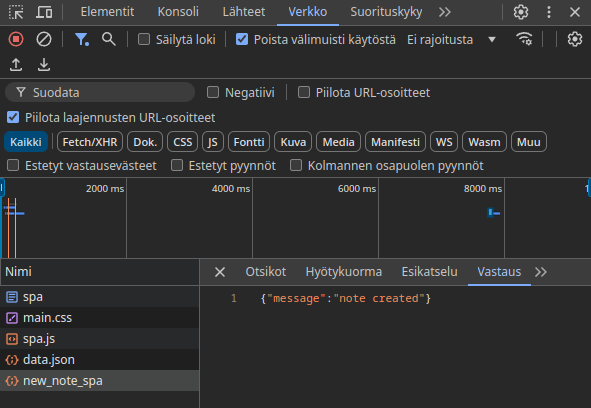 Elementit Konsoli Lähteet Verkko Suorituskyky
Säilytä loki Poista välimuisti käytöstä Ei rajoitusta
Suodata Negatiivi Piilota URL-osoitteet
Piilota laajennusten URL-osoitteet
Kaikki Fetch/XHR Dok. CSS JS Fontti Kuva Media Manifesti WS Wasm Muu
Estetyt vastausevästeet Estetyt pyynnöt Kolmannen osapuolen pyynnöt
2000 ms 4000 ms 6000 ms 8000 ms 1
Nimi Otsikot Hyötykuorma Esikatselu Vastaus
spa 1 {"message":"note created"}
main.css
spa.js
data.json
new_note_spa